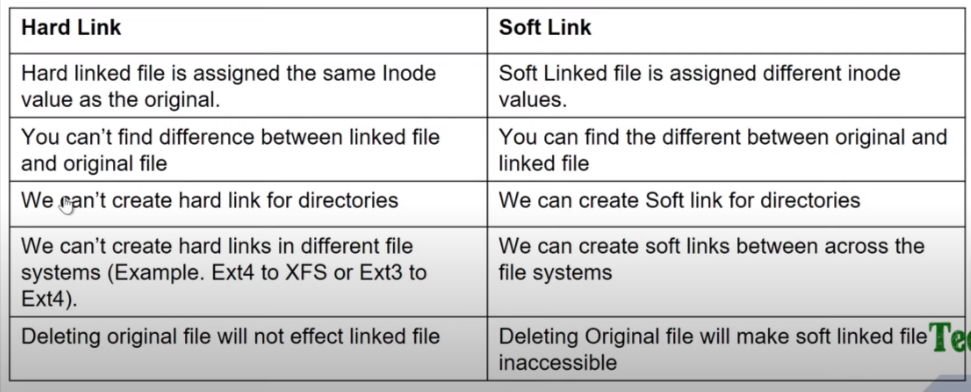 Hard Link
Soft Link
Hard linked file is assigned the same Inode
value as the original.
Soft Linked file is assigned different inode
values.
You can't find difference between linked file
and original file
You can find the different between original and
linked file
We can't create hard link for directories
We can create Soft link for directories
We can't create hard links in different file
systems (Example. Ext4 to XFS or Ext3 to
Ext4).
We can create soft links between across the
file systems
Deleting original file will not effect linked file
Deleting Original file will make soft linked file
inaccessible